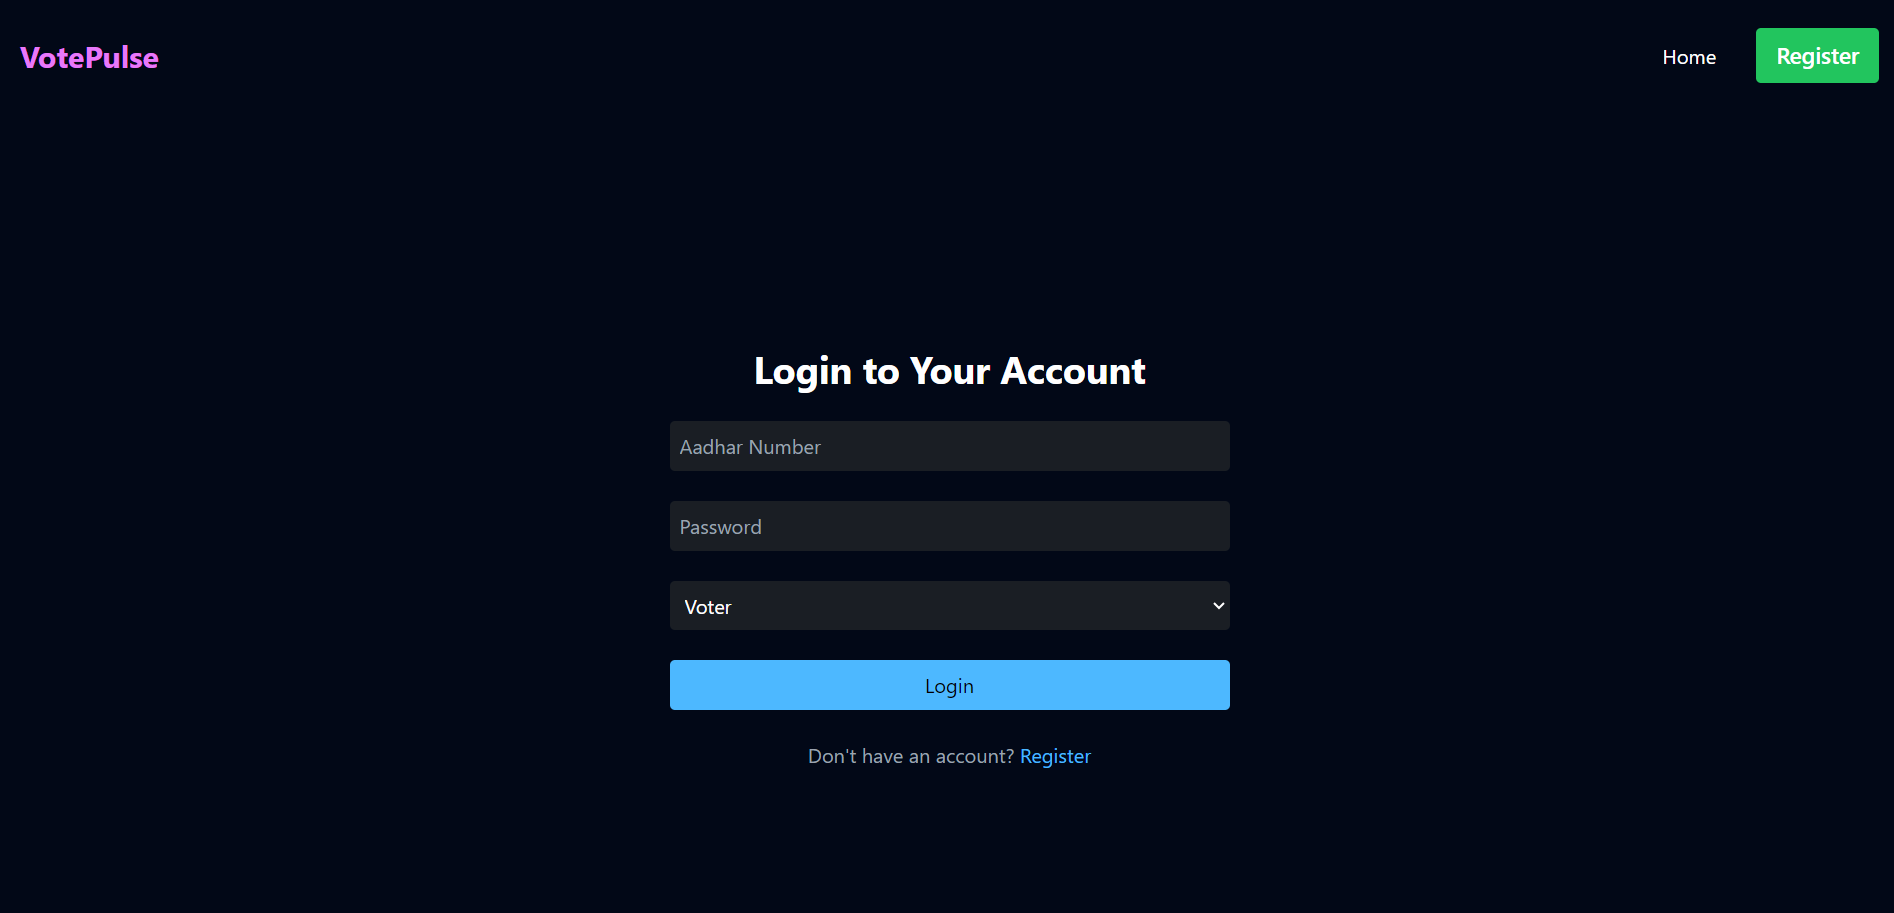 VotePulse
Home
Register
Login to Your Account
Aadhar Number
Password
Voter
Login
Don't have an account? Register